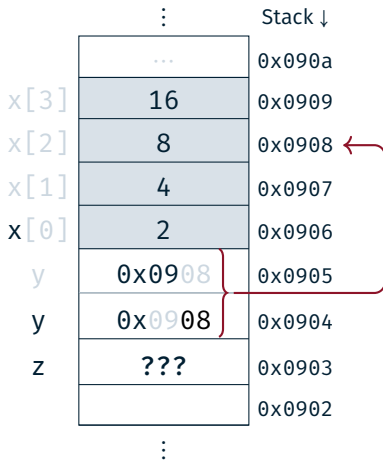 ⋮ Stack ↓
... 0x090a
x[3] 16 0x0909
x[2] 8 0x0908
x[1] 4 0x0907
x[0] 2 0x0906
y 0x0908 0x0905
y 0x0908 0x0904
z ??? 0x0903
0x0902
⋮